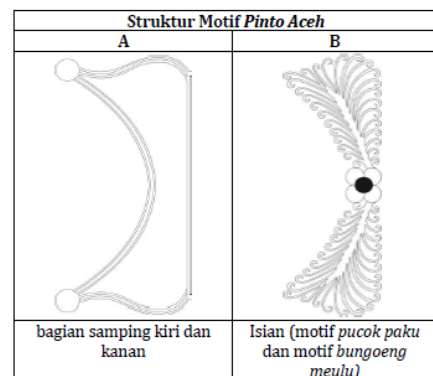 Struktur Motif Pinto Aceh
A
B
bagian samping kiri dan
kanan
Isian (motif pucok paku
dan motif bungoeng
meulu)